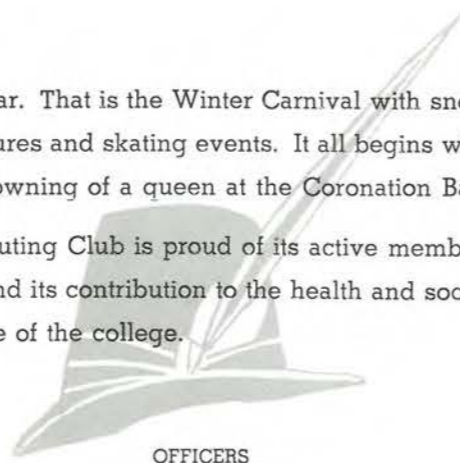 ar. That is the Winter Carnival with sno
ures and skating events. It all begins w
owning of a queen at the Coronation Ba
uting Club is proud of its active memb
nd its contribution to the health and soc
e of the college.
OFFICERS